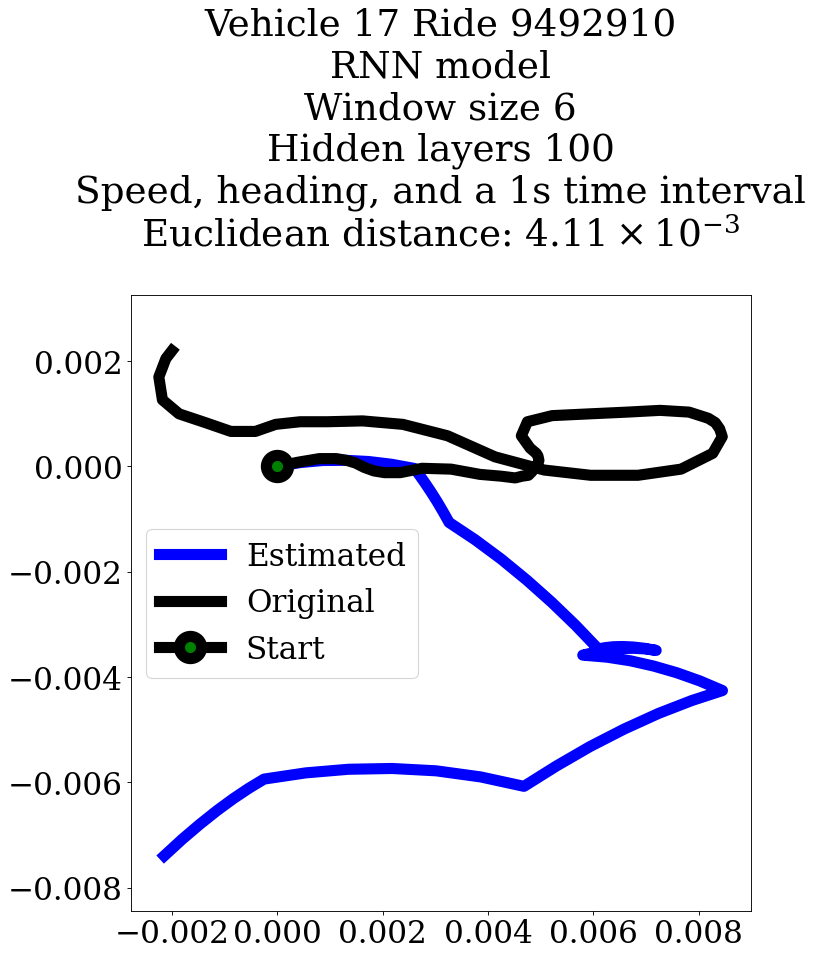 Vehicle 17 Ride 9492910
RNN model
Window size 6
Hidden layers 100
Speed, heading, and a 1s time interval
Euclidean distance: 4.11 × 10⁻³
0.002
0.000
−0.002
−0.004
−0.006
−0.008
Estimated
Original
Start
−0.002 0.000 0.002 0.004 0.006 0.008